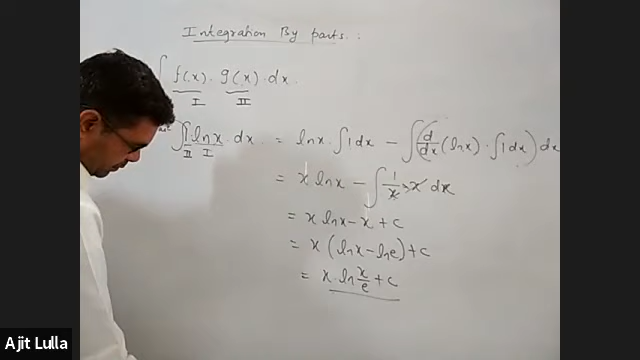 Integration By parts :
∫ f(x) · g(x) · dx
I II
∫ 1 · ln x · dx = ln x · ∫ 1 dx − ∫ ( d/dx (ln x) · ∫ 1 dx ) dx
II I
= x ln x − ∫ 1/x × x dx
= x ln x − x + c
= x ( ln x − ln e ) + c
= x · ln x/e + c
Ajit Lulla